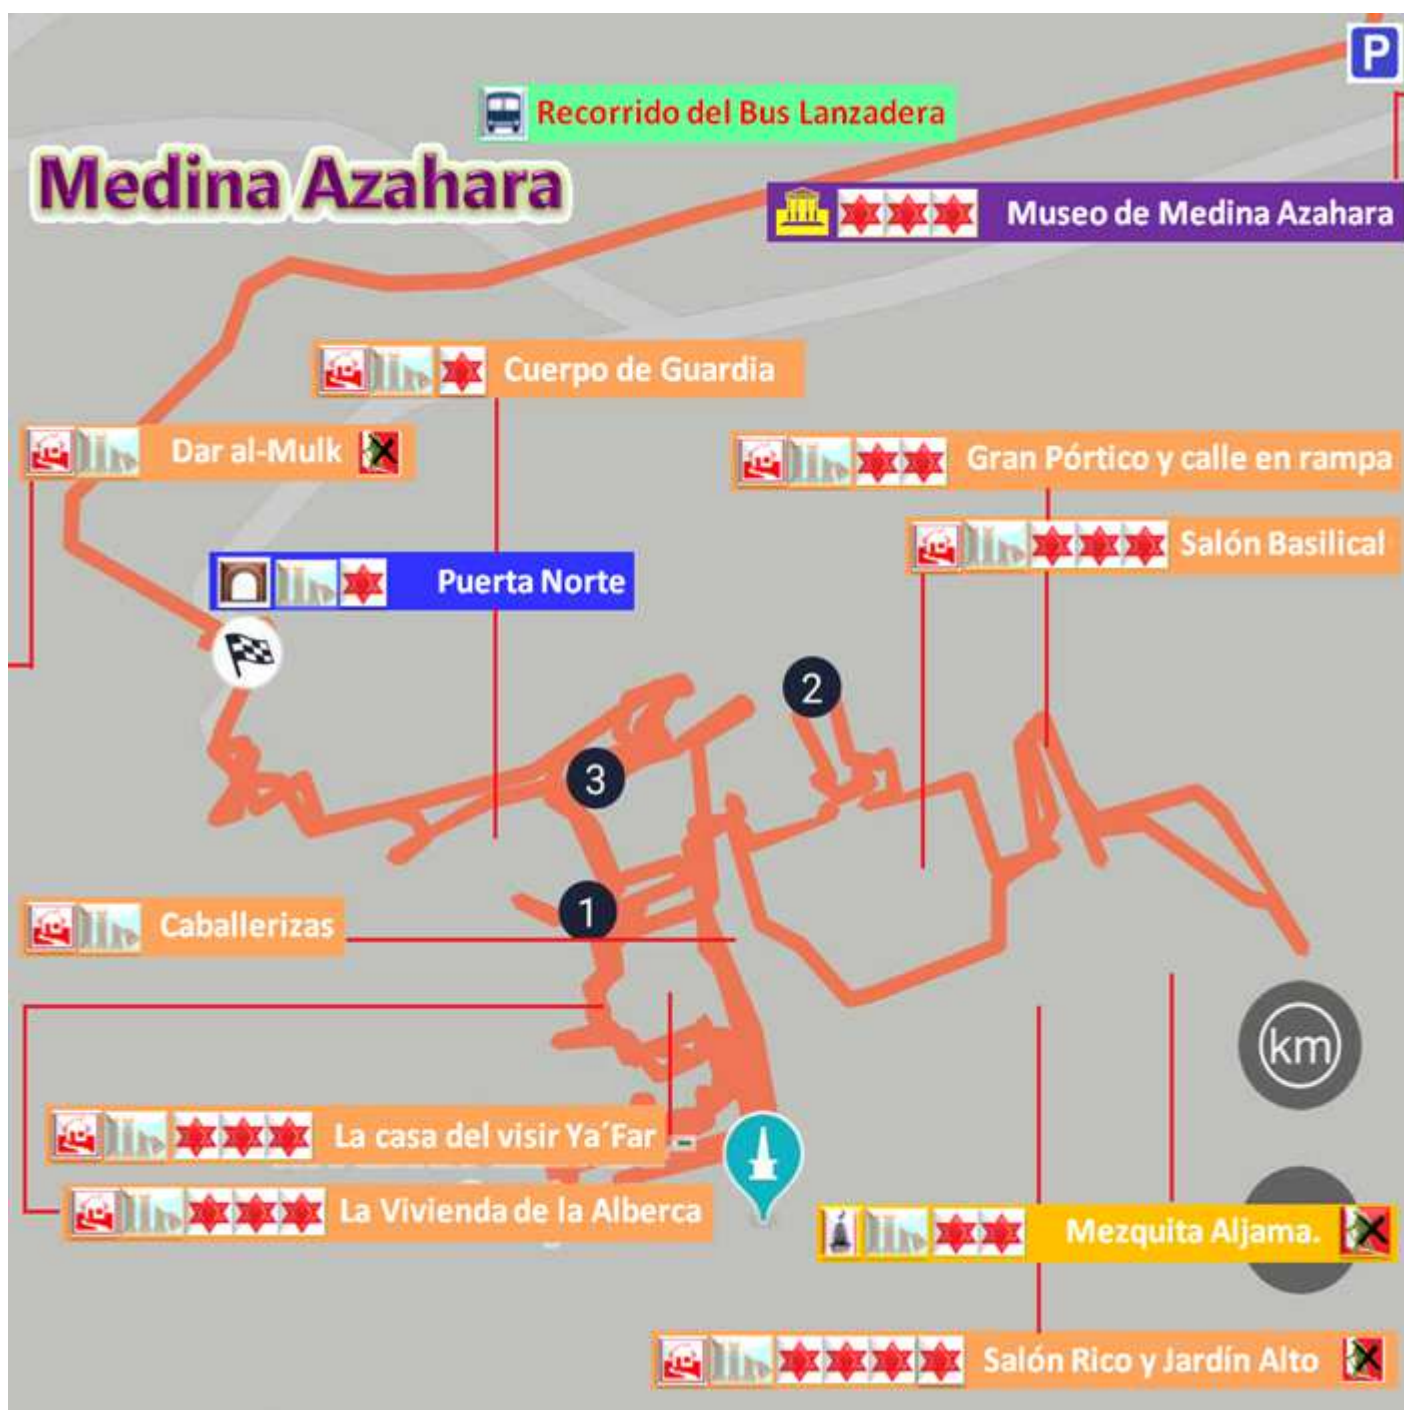 P
Recorrido del Bus Lanzadera
Medina Azahara
Museo de Medina Azahara
Cuerpo de Guardia
Dar al-Mulk
Gran Pórtico y calle en rampa
Salón Basilical
Puerta Norte
2
3
1
Caballerizas
km
La casa del visir Ya´Far
La Vivienda de la Alberca
Mezquita Aljama.
Salón Rico y Jardín Alto